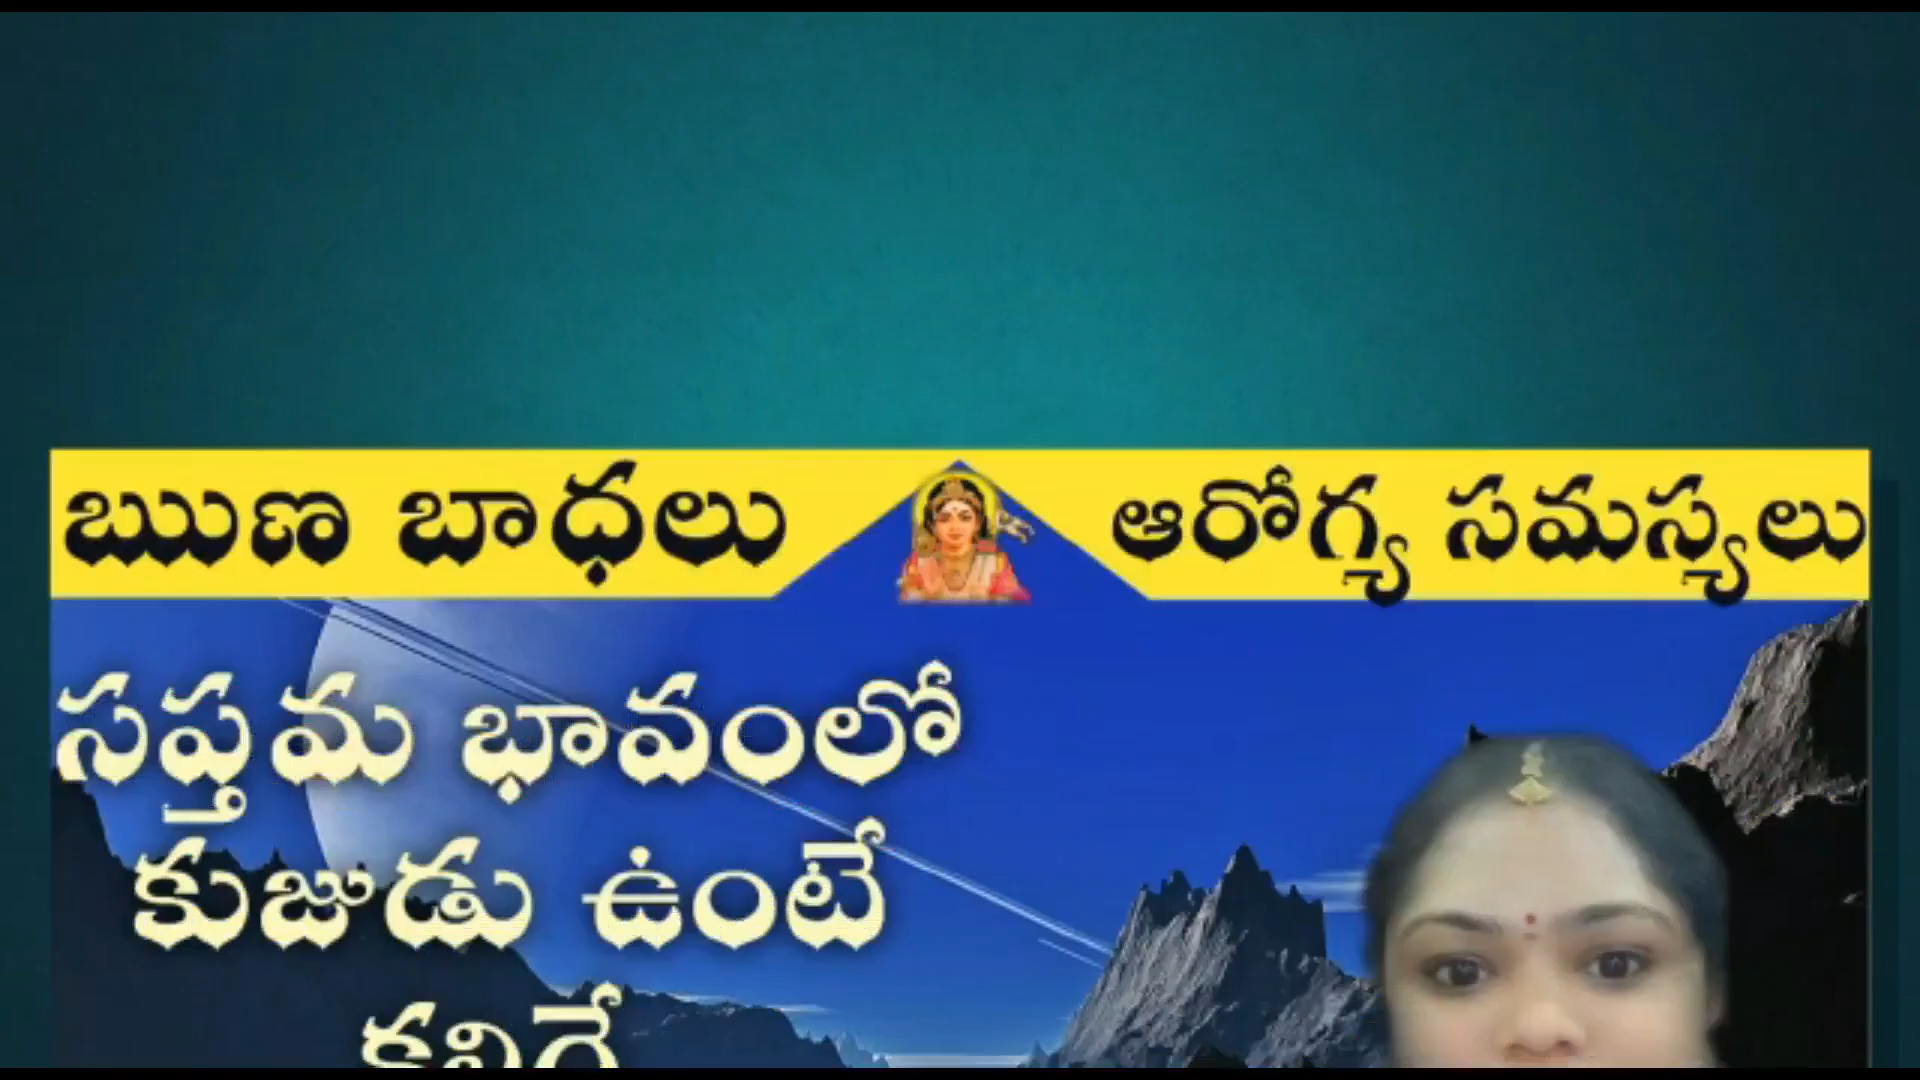 ఋణ బాధలు
ఆరోగ్య సమస్యలు
సప్తమ భావంలో
కుజుడు ఉంటే